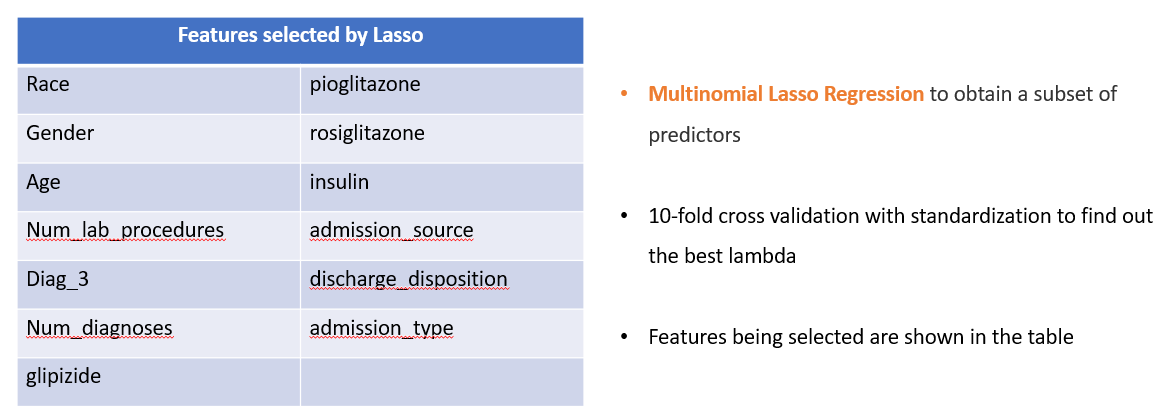 Features selected by Lasso
Race pioglitazone
Gender rosiglitazone
Age insulin
Num_lab_procedures admission_source
Diag_3 discharge_disposition
Num_diagnoses admission_type
glipizide
• Multinomial Lasso Regression to obtain a subset of
predictors
• 10-fold cross validation with standardization to find out
the best lambda
• Features being selected are shown in the table